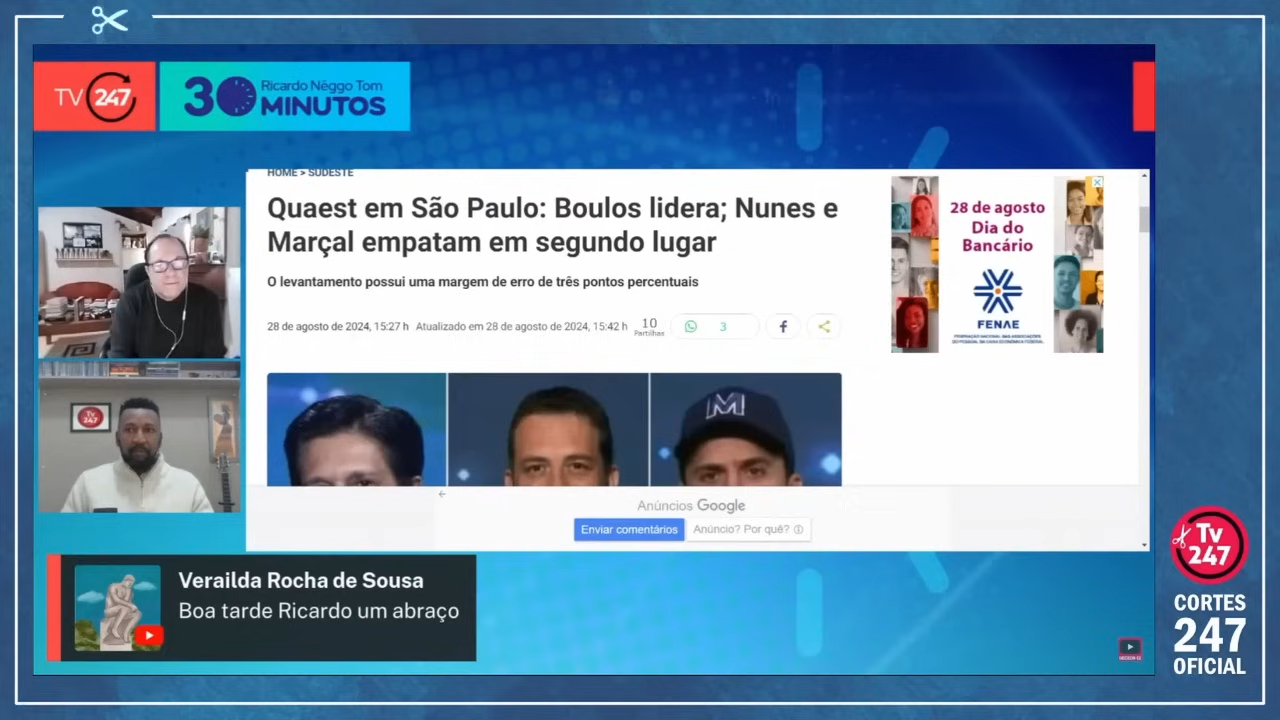 TV 247
30 Ricardo Nêggo Tom
MINUTOS
HOME > SUDESTE
Quaest em São Paulo: Boulos lidera; Nunes e
Marçal empatam em segundo lugar
O levantamento possui uma margem de erro de três pontos percentuais
28 de agosto de 2024, 15:27 h Atualizado em 28 de agosto de 2024, 15:42 h
10
Partilhas
3
28 de agosto
Dia do
Bancário
FENAE
M
Tv
247
Anúncios Google
Enviar comentários
Anúncio? Por quê?
Verailda Rocha de Sousa
Boa tarde Ricardo um abraço
Tv
247
CORTES
247
OFICIAL